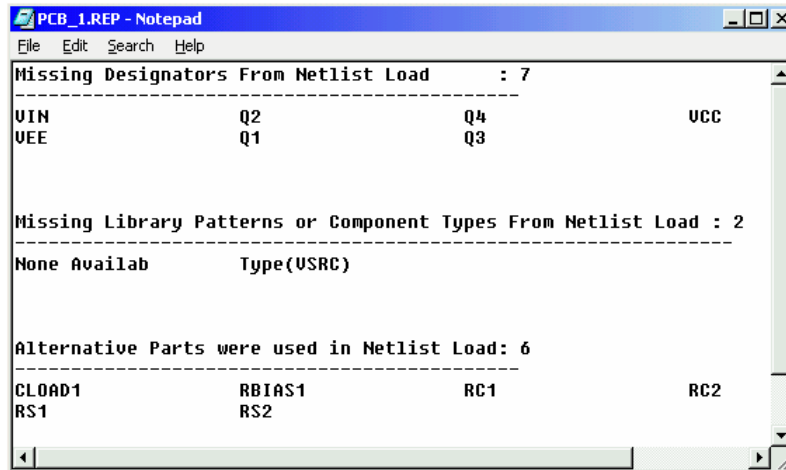 PCB_1.REP - Notepad
File Edit Search Help
Missing Designators From Netlist Load : 7
---------------------------------------------
VIN Q2 Q4 VCC
VEE Q1 Q3
Missing Library Patterns or Component Types From Netlist Load : 2
----------------------------------------------------------------
None Availab Type(VSRC)
Alternative Parts were used in Netlist Load: 6
---------------------------------------------
CLOAD1 RBIAS1 RC1 RC2
RS1 RS2